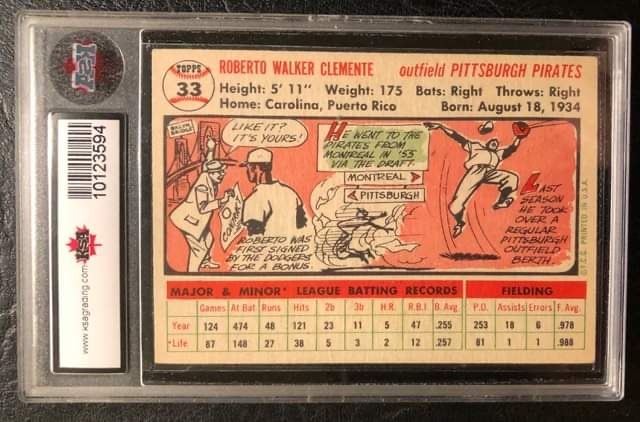 KSA
10123594
www.ksagrading.com
KSA
TOPPS
33
ROBERTO WALKER CLEMENTE outfield PITTSBURGH PIRATES
Height: 5' 11" Weight: 175 Bats: Right Throws: Right
Home: Carolina, Puerto Rico Born: August 18, 1934
BROOKLYN
BRIDGE
LIKE IT?
IT'S YOURS!
CONTRACT
ROBERTO WAS
FIRST SIGNED
BY THE DODGERS
FOR A BONUS.
HE WENT TO THE
PIRATES FROM
MONTREAL IN '55
VIA THE DRAFT.
MONTREAL
PITTSBURGH
LAST
SEASON
HE TOOK
OVER A
REGULAR
PITTSBURGH
OUTFIELD
BERTH.
© T.C.G. PRINTED IN U.S.A.
MAJOR & MINOR* LEAGUE BATTING RECORDS FIELDING
Games At Bat Runs Hits 2b 3b H.R. R.B.I. B. Avg. P.O. Assists Errors F. Avg.
Year 124 474 48 121 23 11 5 47 .255 253 18 6 .978
*Life 87 148 27 38 5 3 2 12 .257 81 1 1 .988